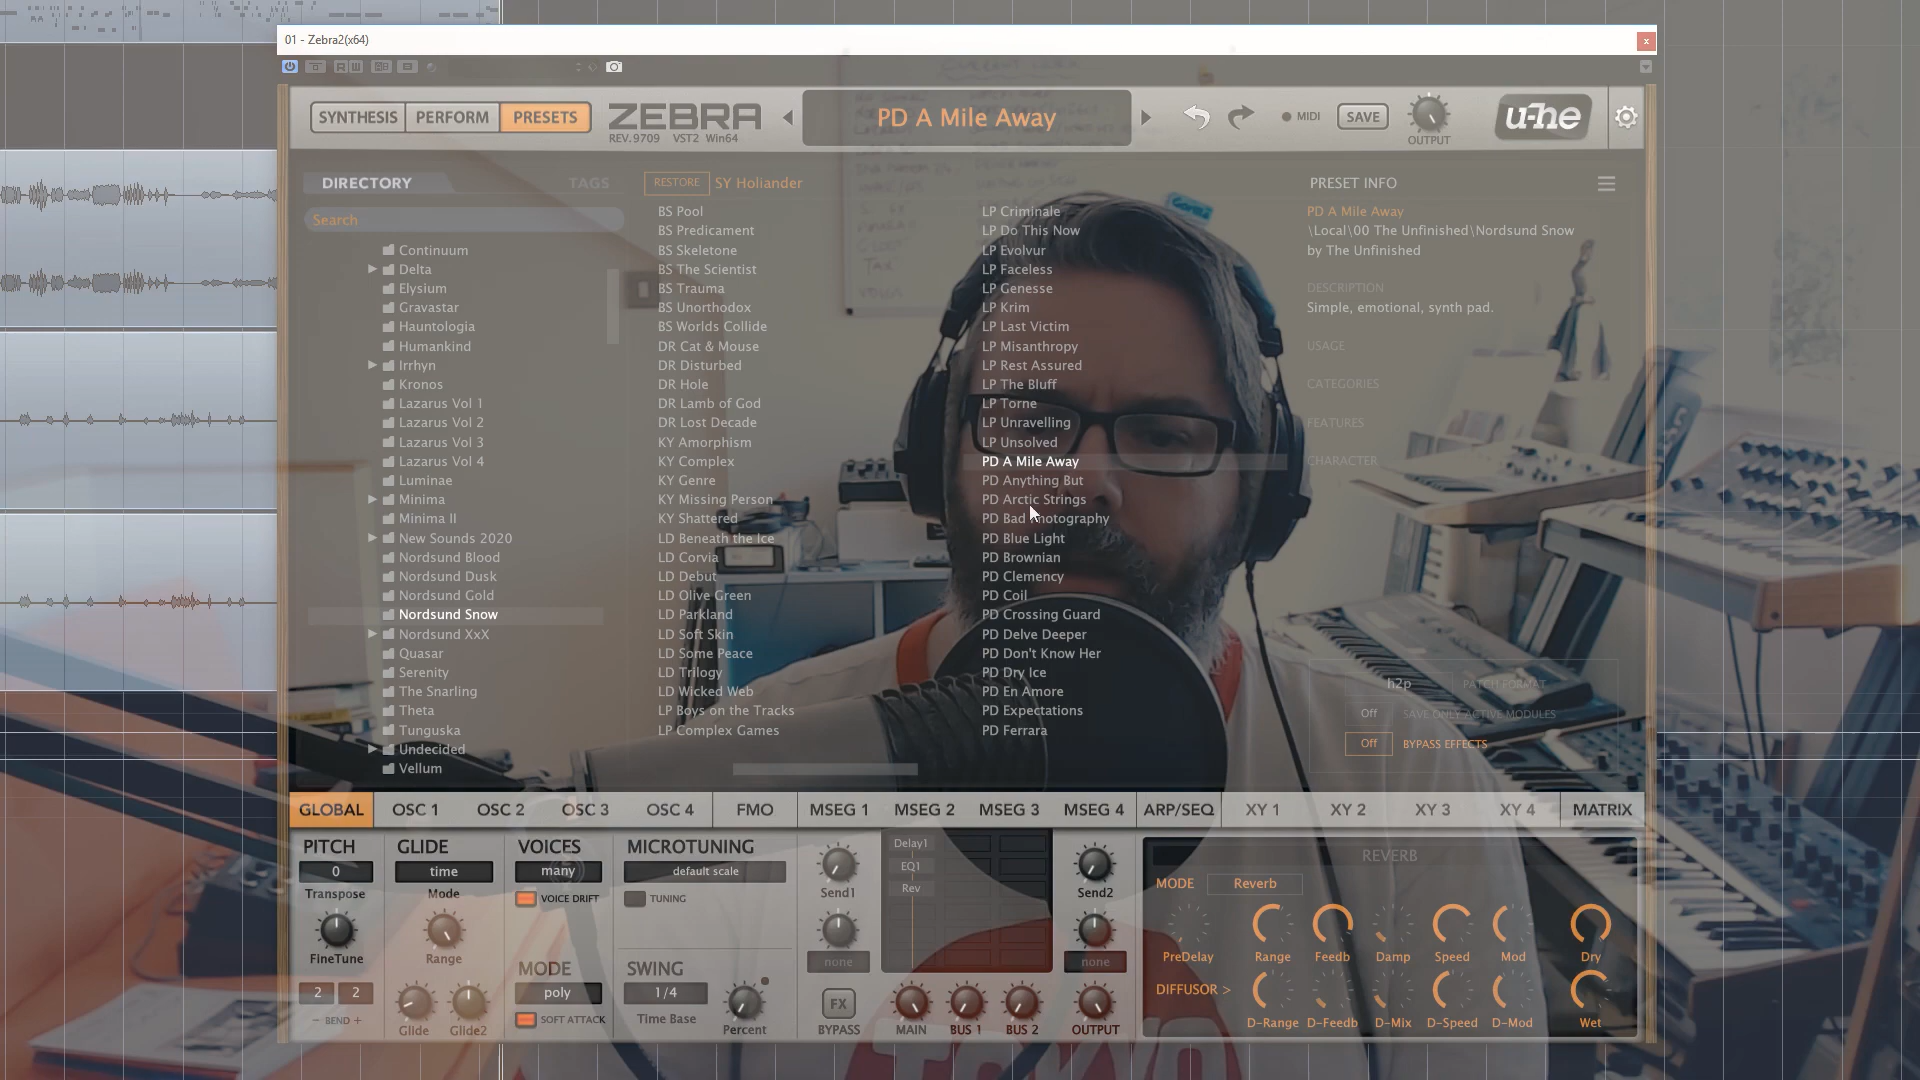 01 - Zebra2(x64)
SYNTHESIS PERFORM PRESETS
ZEBRA
REV.9709 VST2 Win64
PD A Mile Away
MIDI
SAVE
OUTPUT
u-he
DIRECTORY
TAGS
Search
Continuum
Delta
Elysium
Gravastar
Hauntologia
Humankind
Irrhyn
Kronos
Lazarus Vol 1
Lazarus Vol 2
Lazarus Vol 3
Lazarus Vol 4
Luminae
Minima
Minima II
New Sounds 2020
Nordsund Blood
Nordsund Dusk
Nordsund Gold
Nordsund Snow
Nordsund XxX
Quasar
Serenity
The Snarling
Theta
Tunguska
Undecided
Vellum
RESTORE SY Holiander
BS Pool
BS Predicament
BS Skeletone
BS The Scientist
BS Trauma
BS Unorthodox
BS Worlds Collide
DR Cat & Mouse
DR Disturbed
DR Hole
DR Lamb of God
DR Lost Decade
KY Amorphism
KY Complex
KY Genre
KY Missing Person
KY Shattered
LD Beneath the Ice
LD Corvia
LD Debut
LD Olive Green
LD Parkland
LD Soft Skin
LD Some Peace
LD Trilogy
LD Wicked Web
LP Boys on the Tracks
LP Complex Games
LP Criminale
LP Do This Now
LP Evolvur
LP Faceless
LP Genesse
LP Krim
LP Last Victim
LP Misanthropy
LP Rest Assured
LP The Bluff
LP Torne
LP Unravelling
LP Unsolved
PD A Mile Away
PD Anything But
PD Arctic Strings
PD Bad Photography
PD Blue Light
PD Brownian
PD Clemency
PD Coil
PD Crossing Guard
PD Delve Deeper
PD Don't Know Her
PD Dry Ice
PD En Amore
PD Expectations
PD Ferrara
PRESET INFO
PD A Mile Away
\Local\00 The Unfinished\Nordsund Snow
by The Unfinished
DESCRIPTION
Simple, emotional, synth pad.
USAGE
CATEGORIES
FEATURES
CHARACTER
h2p PATCH FORMAT
Off SAVE ONLY ACTIVE MODULES
Off BYPASS EFFECTS
GLOBAL OSC 1 OSC 2 OSC 3 OSC 4 FMO MSEG 1 MSEG 2 MSEG 3 MSEG 4 ARP/SEQ XY 1 XY 2 XY 3 XY 4 MATRIX
PITCH
0
Transpose
FineTune
2 2
- BEND +
GLIDE
time
Mode
Range
Glide Glide2
VOICES
many
VOICE DRIFT
MODE
poly
SOFT ATTACK
MICROTUNING
default scale
TUNING
SWING
1/4
Time Base
Percent
Send1
none
FX
BYPASS
Delay1
EQ1
Rev
MAIN BUS 1 BUS 2
Send2
none
OUTPUT
REVERB
MODE Reverb
PreDelay Range Feedb Damp Speed Mod Dry
DIFFUSOR >
D-Range D-Feedb D-Mix D-Speed D-Mod Wet
TOKYO